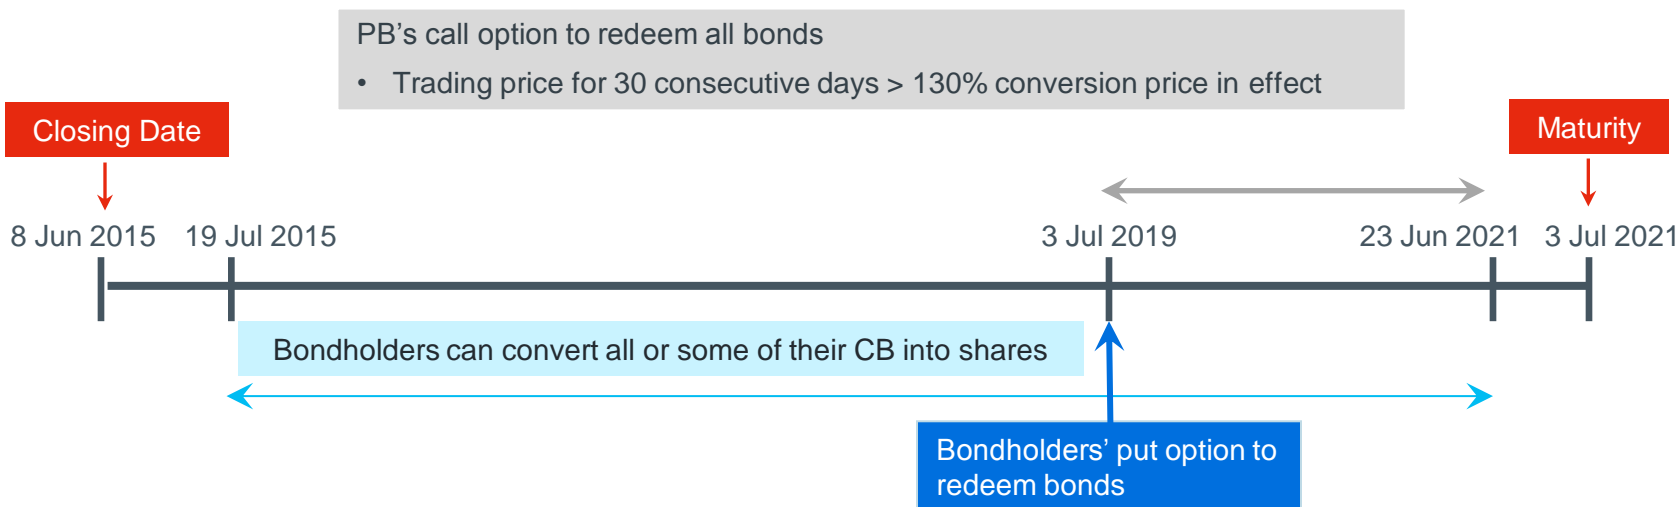 PB’s call option to redeem all bonds
• Trading price for 30 consecutive days > 130% conversion price in effect
Closing Date
Maturity
8 Jun 2015
19 Jul 2015
3 Jul 2019
23 Jun 2021
3 Jul 2021
Bondholders can convert all or some of their CB into shares
Bondholders’ put option to
redeem bonds